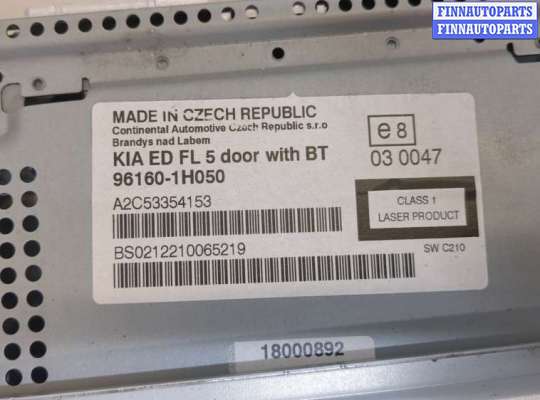 FINNAUTOPARTS
FINNAUTOPARTS
MADE IN CZECH REPUBLIC
Continental Automotive Czech Republic s.r.o
Brandys nad Labem
KIA ED FL 5 door with BT
96160-1H050
A2C53354153
BS0212210065219
e8
03 0047
CLASS 1
LASER PRODUCT
SW C210
18000892